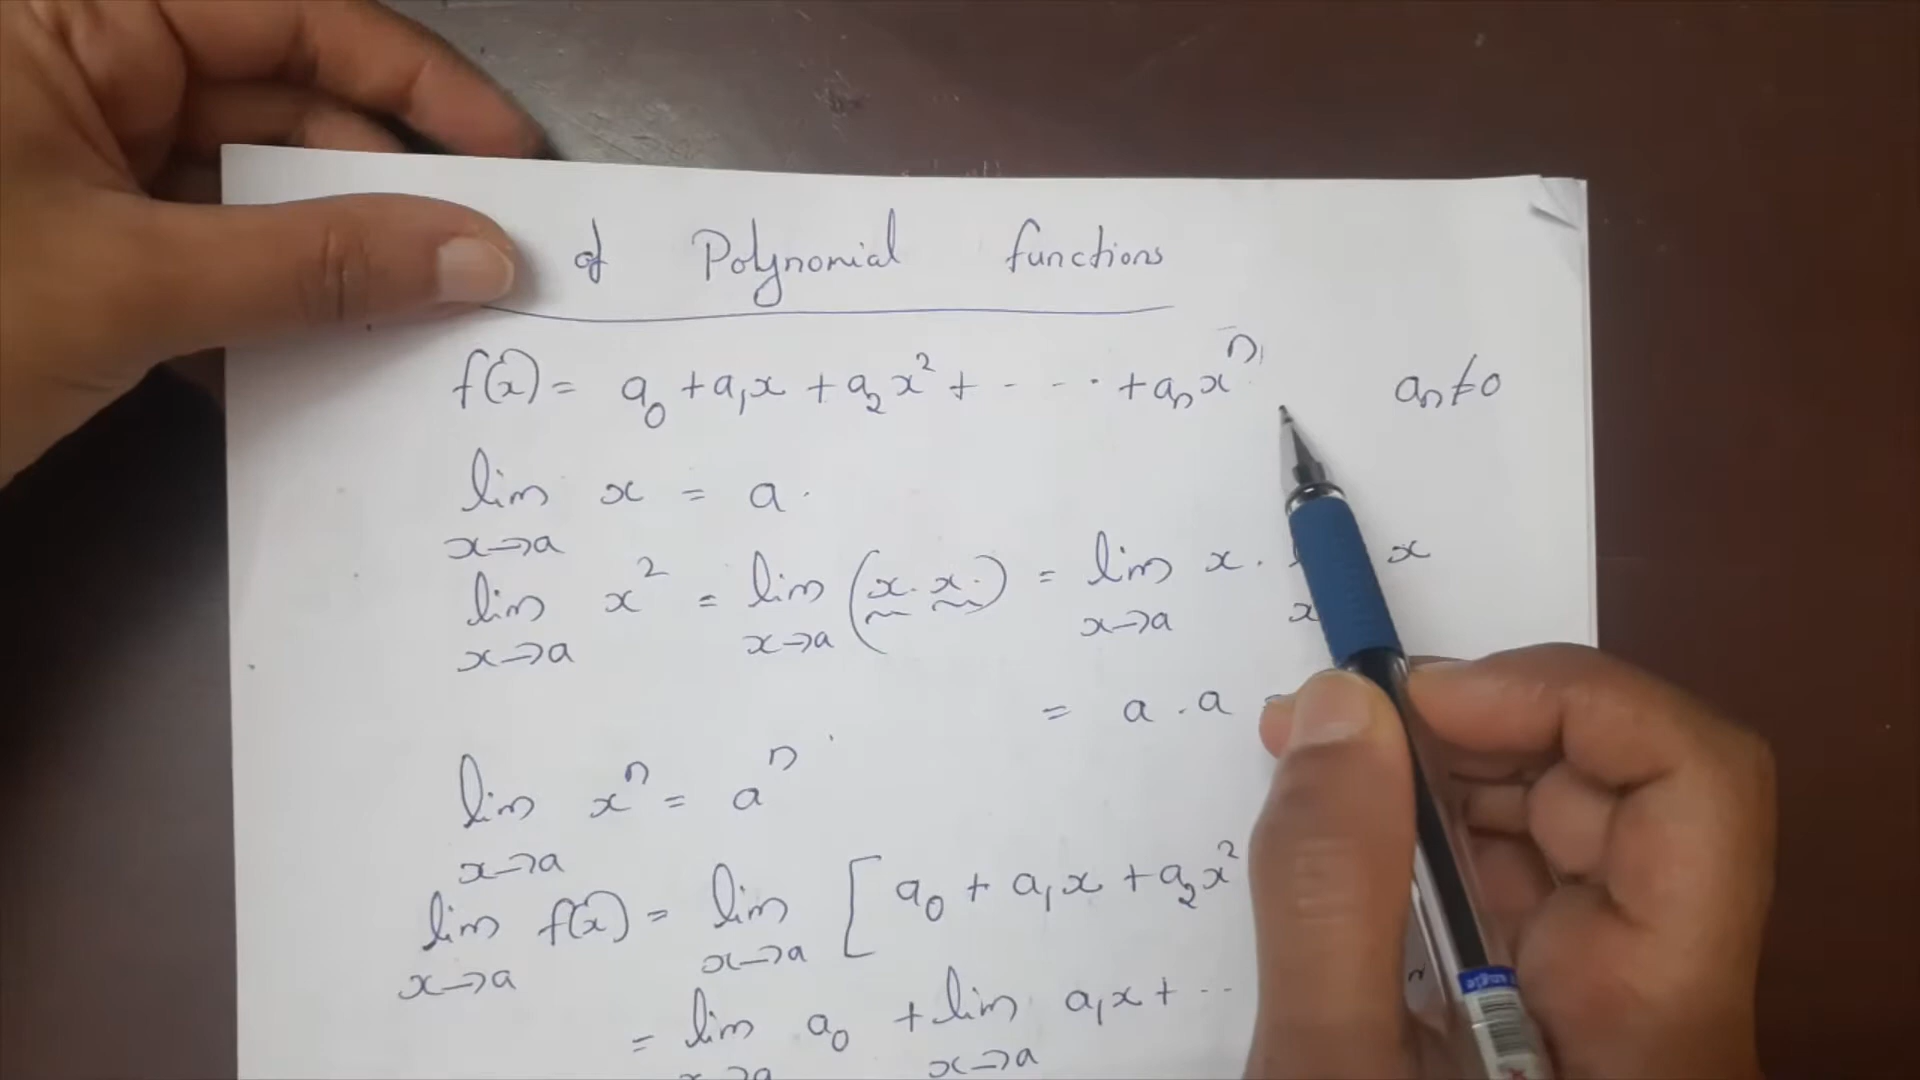 of Polynomial functions
f(x) = a₀ + a₁x + a₂x² + - - · + aₙxⁿ, aₙ ≠ 0
lim x = a.
x→a
lim x² = lim (x. x.) = lim x. x
x→a x→a x→a x
= a . a
lim xⁿ = aⁿ
x→a
lim f(x) = lim [ a₀ + a₁x + a₂x²
x→a x→a
= lim a₀ + lim a₁x + ··
x→a x→a